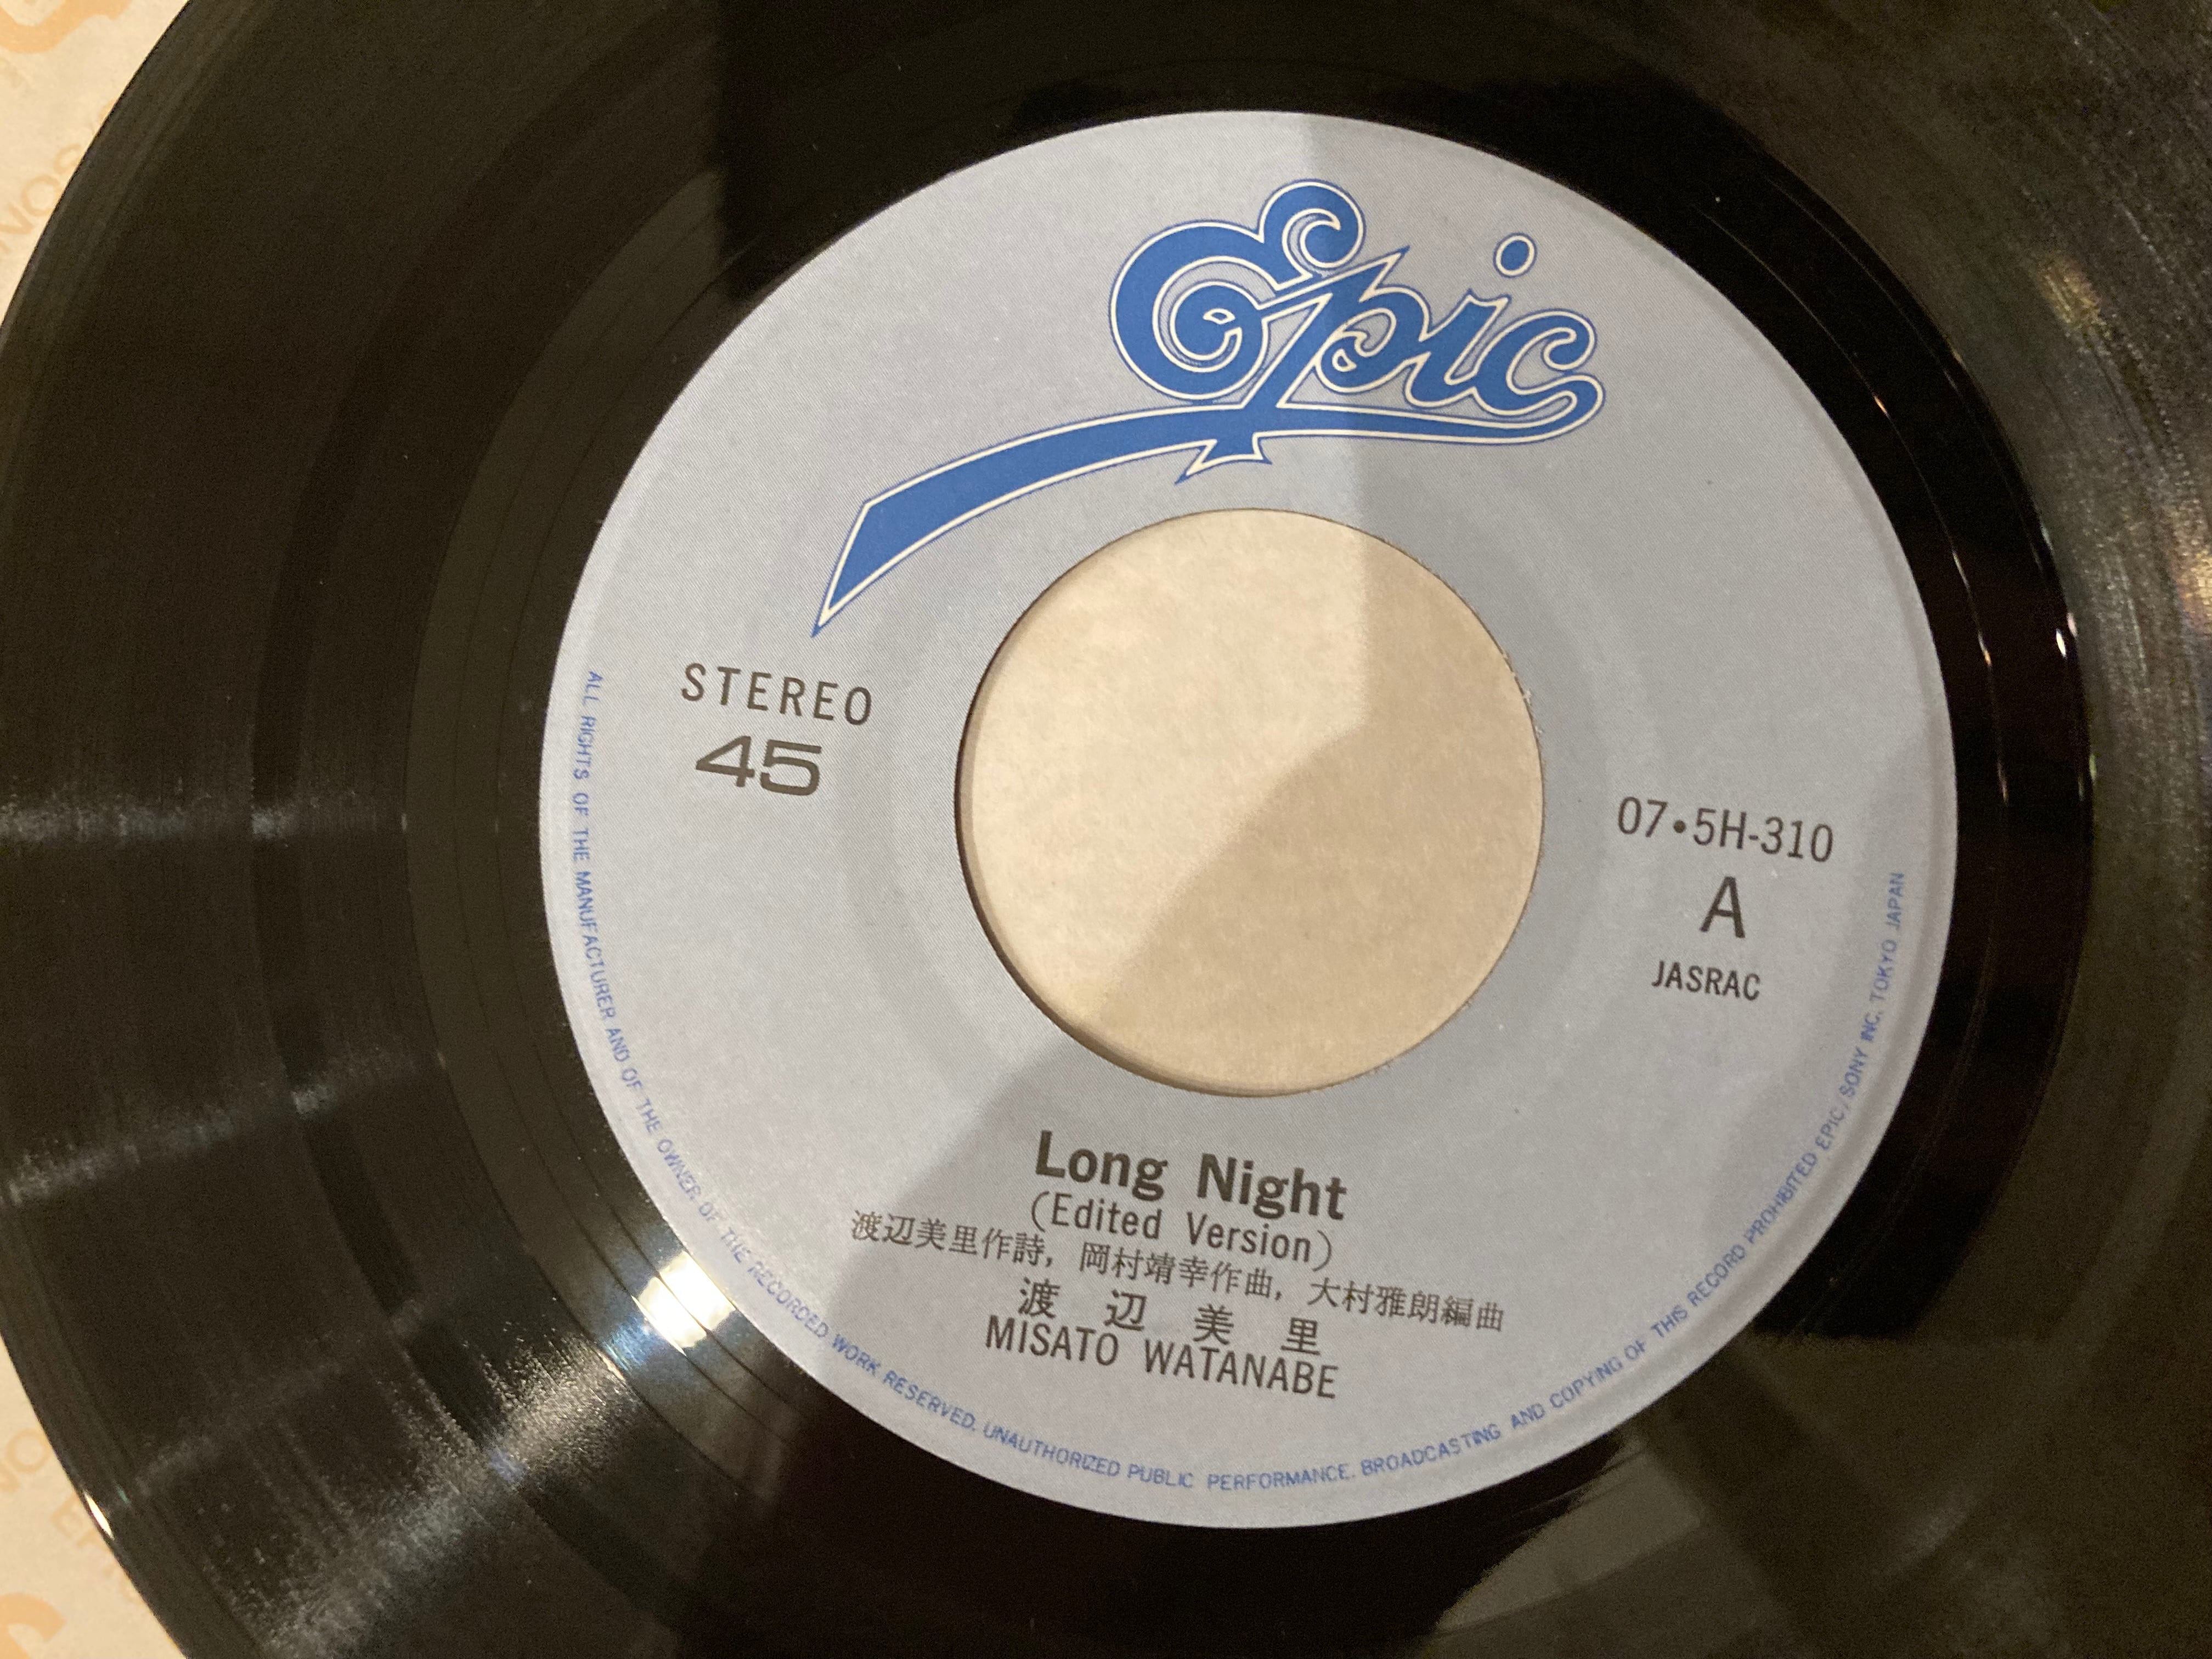 Epic
STEREO
45
07•5H-310
A
JASRAC
Long Night
(Edited Version)
渡辺美里作詩, 岡村靖幸作曲, 大村雅朗編曲
渡辺美里
MISATO WATANABE
ALL RIGHTS OF THE MANUFACTURER AND OF THE OWNER OF THE RECORDED WORK RESERVED. UNAUTHORIZED PUBLIC PERFORMANCE. BROADCASTING AND COPYING OF THIS RECORD PROHIBITED EPIC/SONY INC. TOKYO JAPAN